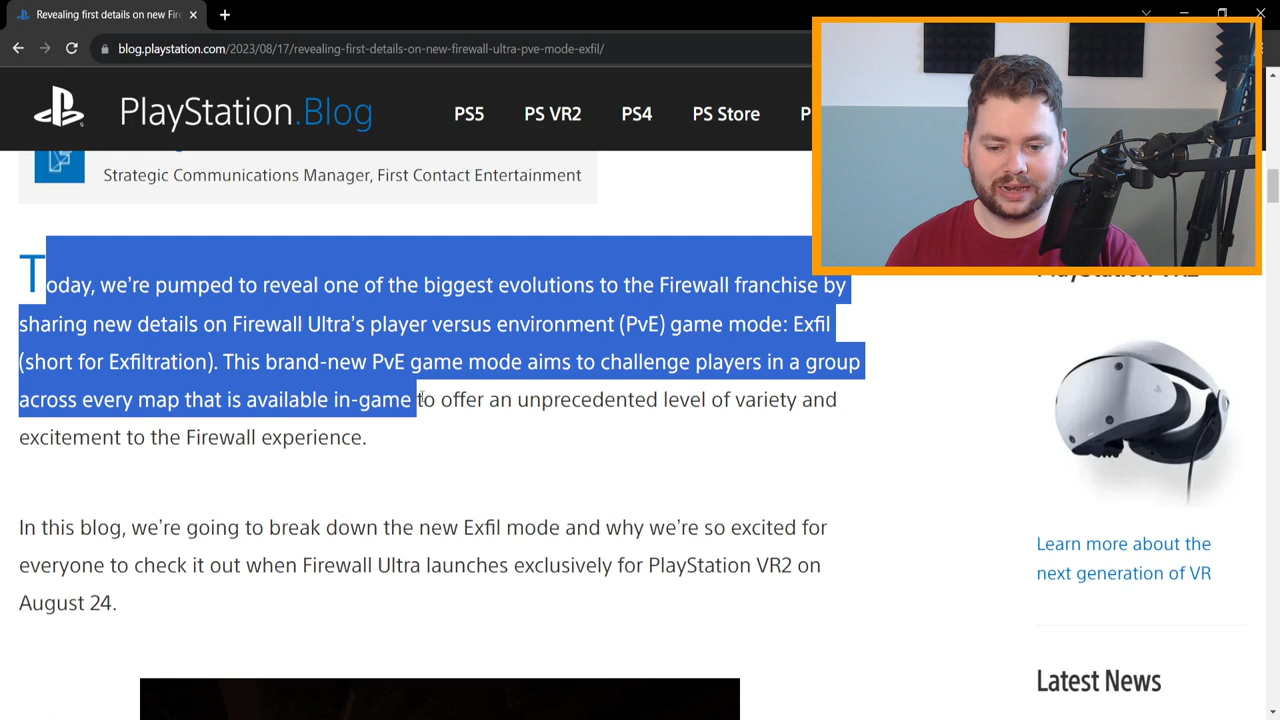 Revealing first details on new Fire
blog.playstation.com/2023/08/17/revealing-first-details-on-new-firewall-ultra-pve-mode-exfil/
PlayStation.Blog
PS5
PS VR2
PS4
PS Store
P
Strategic Communications Manager, First Contact Entertainment
Today, we’re pumped to reveal one of the biggest evolutions to the Firewall franchise by
sharing new details on Firewall Ultra’s player versus environment (PvE) game mode: Exfil
(short for Exfiltration). This brand-new PvE game mode aims to challenge players in a group
across every map that is available in-game to offer an unprecedented level of variety and
excitement to the Firewall experience.
In this blog, we’re going to break down the new Exfil mode and why we’re so excited for
everyone to check it out when Firewall Ultra launches exclusively for PlayStation VR2 on
August 24.
PlayStation VR2
Learn more about the
next generation of VR
Latest News